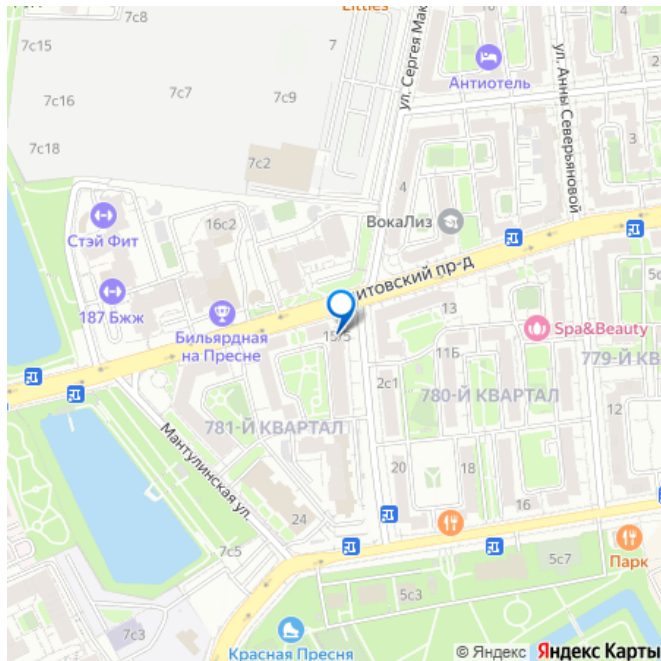 7с8
Littles
7с15
7
ул. Сергея Мак
7с7
7с9
7с16
Антиотель
ул. Анны Северьяновой
3
7с18
7с2
4
16с2
ВокаЛиз
Стэй Фит
итовский пр-д
187 Бжж
Бильярдная
на Пресне
15/5
13
Spa&Beauty
11Б
779-Й КВ
2с1
780-Й КВАРТАЛ
781-Й КВАРТАЛ
12
Мантулинская ул.
20
18
16
24
7с5
5с7
Парк
5с3
7с3
Красная Пресня
© Яндекс Яндекс Карты